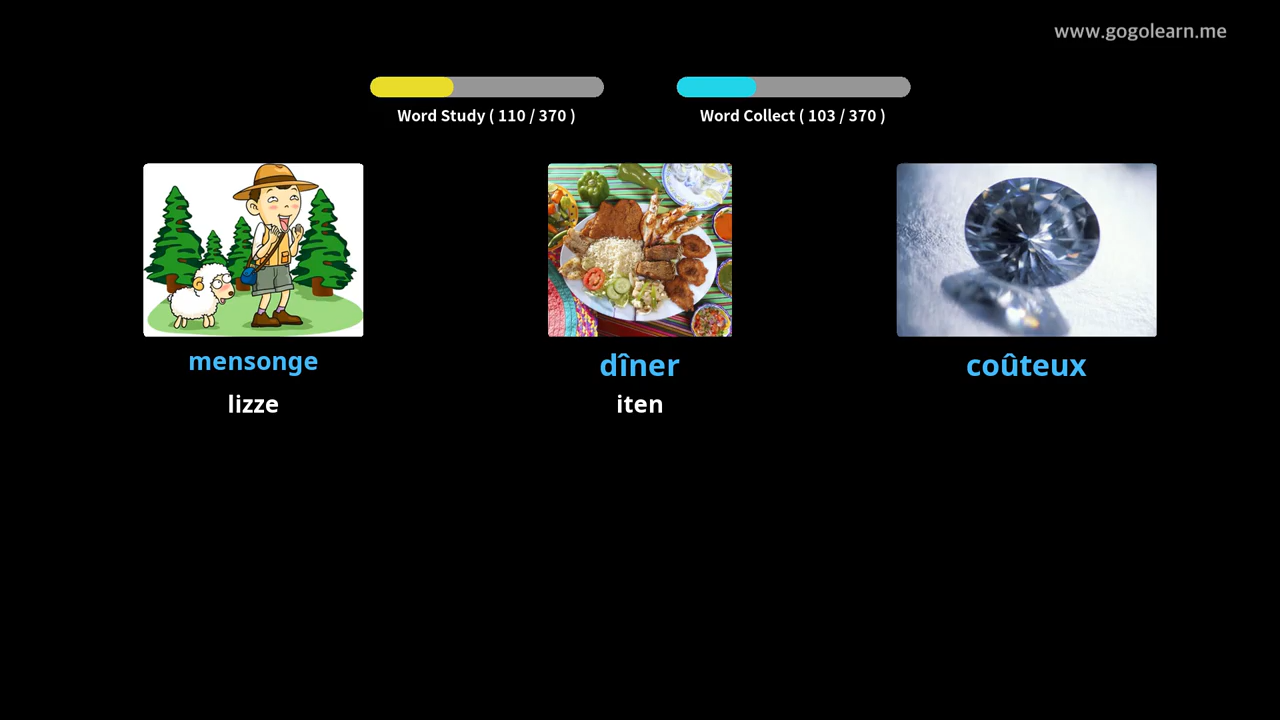 www.gogolearn.me
Word Study ( 110 / 370 )
Word Collect ( 103 / 370 )
mensonge
dîner
coûteux
lizze
iten